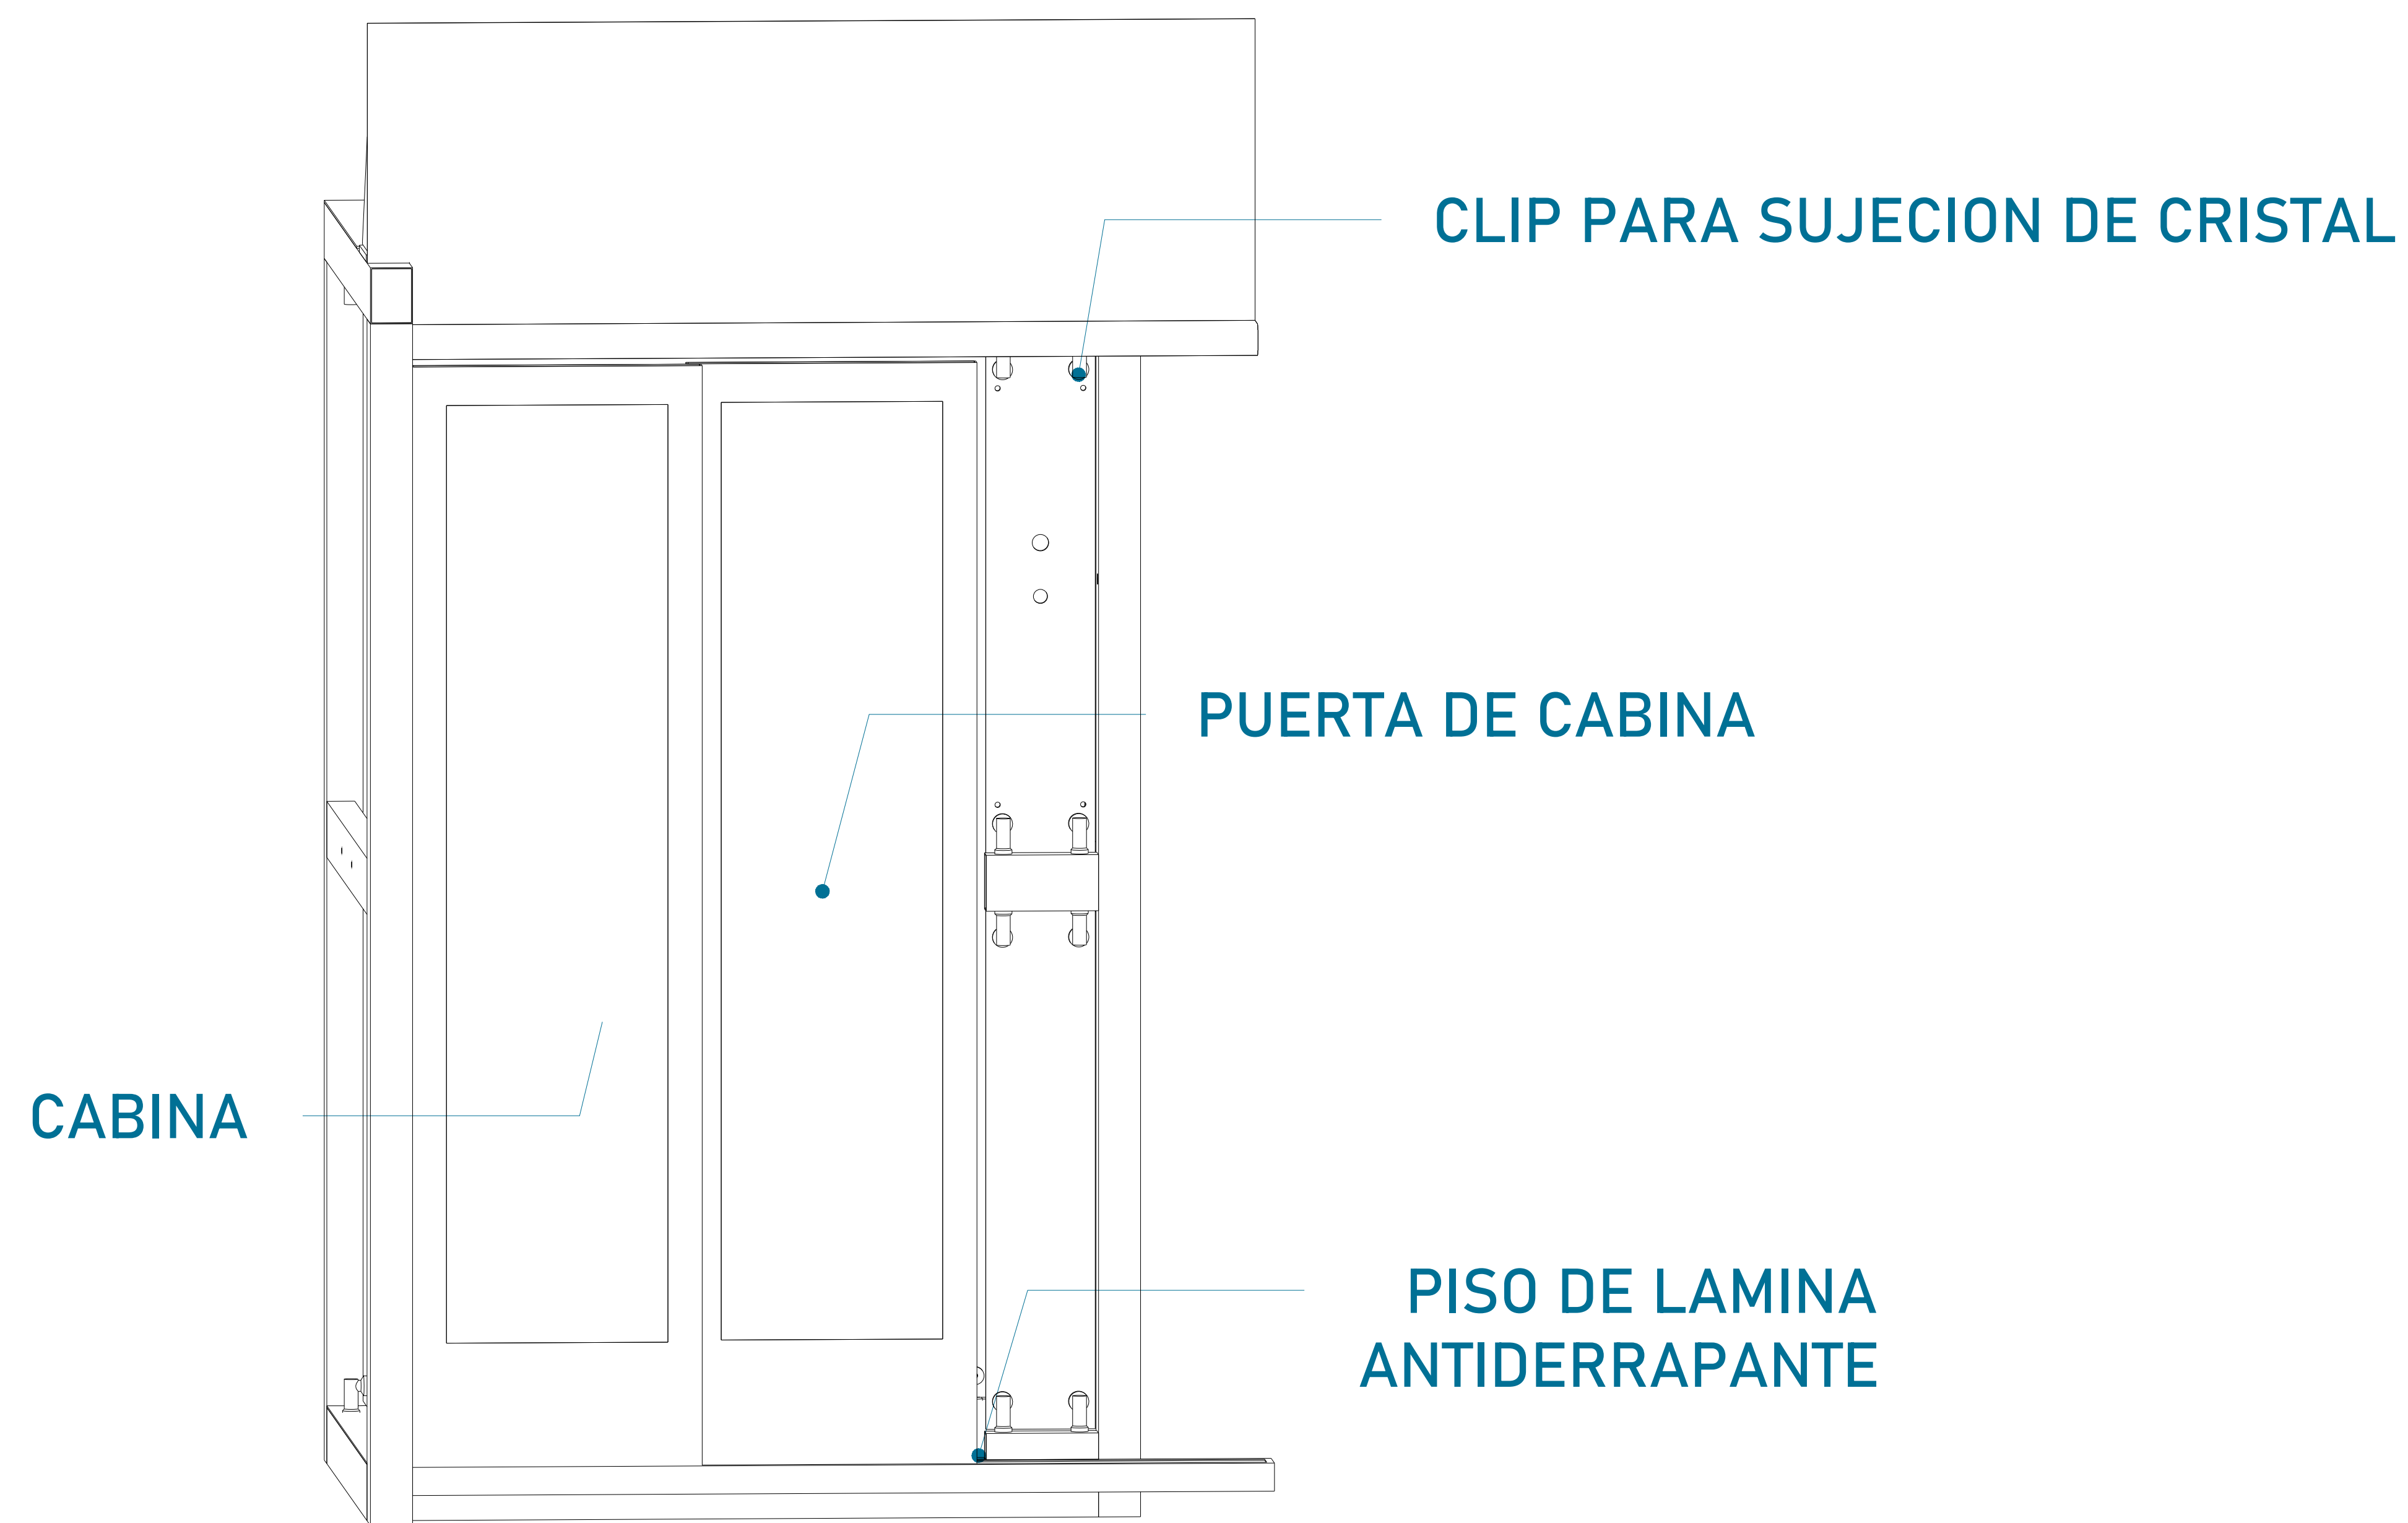 CLIP PARA SUJECION DE CRISTAL
PUERTA DE CABINA
CABINA
PISO DE LAMINA
ANTIDERRAPANTE